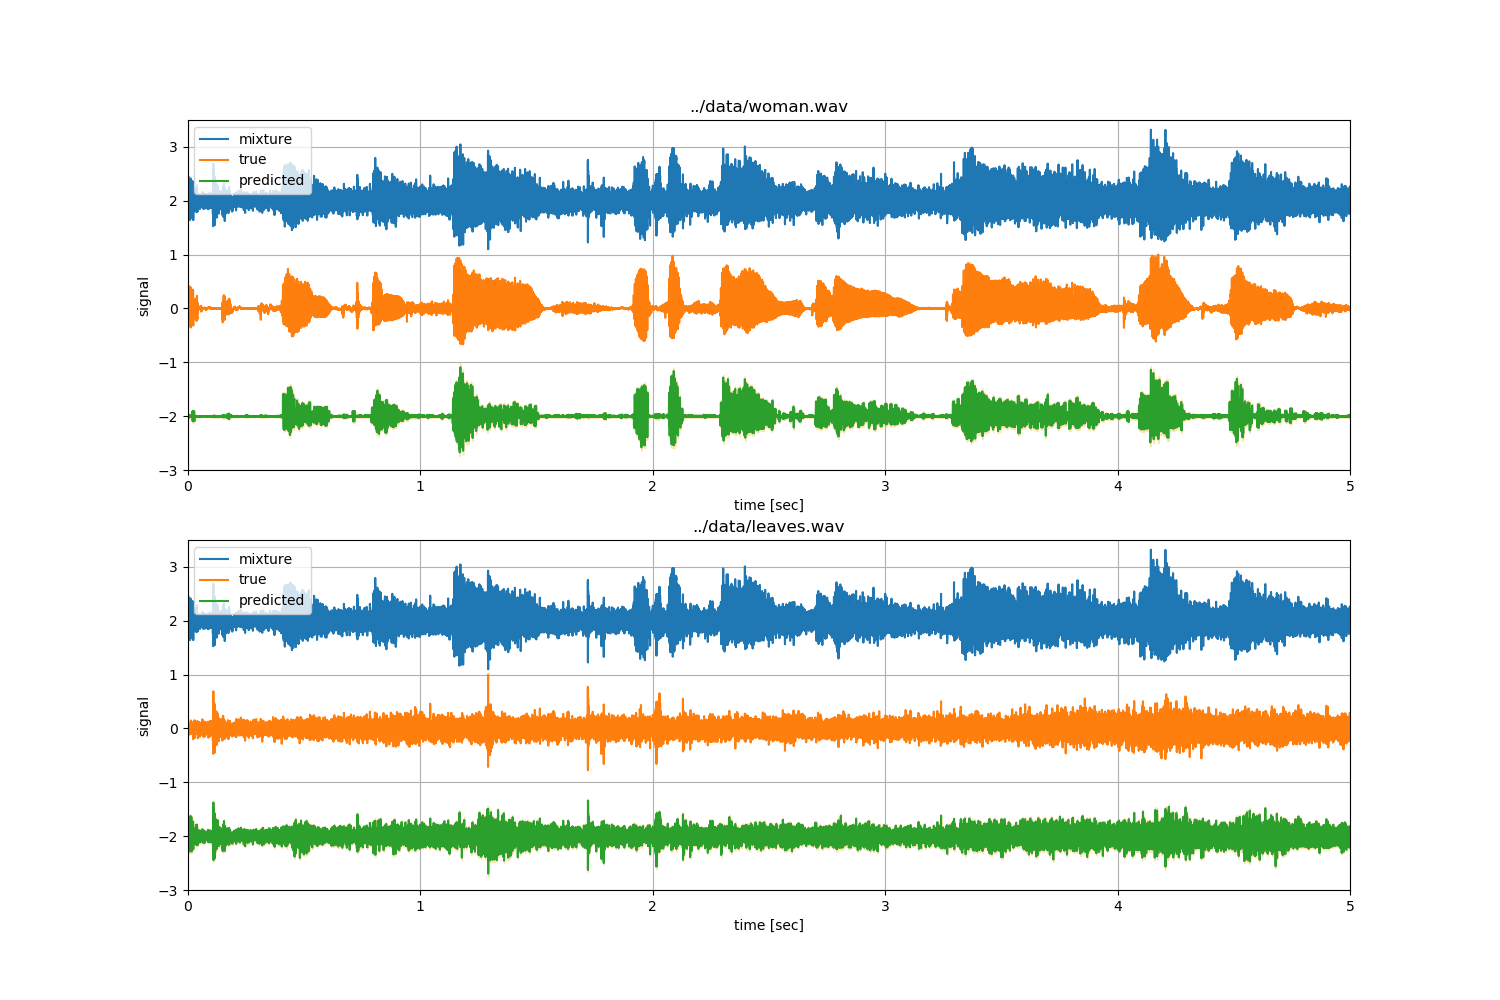 ../data/woman.wav
mixture
true
predicted
signal
3
2
1
0
−1
−2
−3
0 1 2 3 4 5
time [sec]
../data/leaves.wav
mixture
true
predicted
signal
3
2
1
0
−1
−2
−3
0 1 2 3 4 5
time [sec]